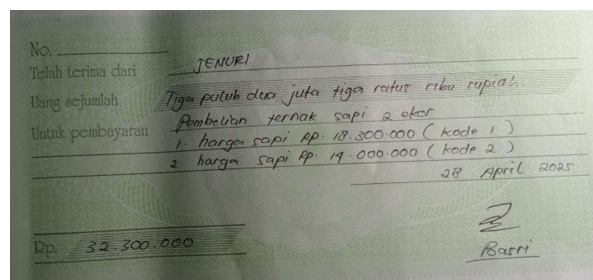 No.
Telah terima dari JENURI
Uang sejumlah Tiga puluh dua juta tiga ratus ribu rupiah.
Untuk pembayaran Pembelian ternak sapi 2 ekor
1. harga sapi Rp. 18.300.000 ( kode 1 )
2 harga sapi Rp. 14.000.000 ( kode 2 )
28 April 2025
Rp. 32.300.000
Basri